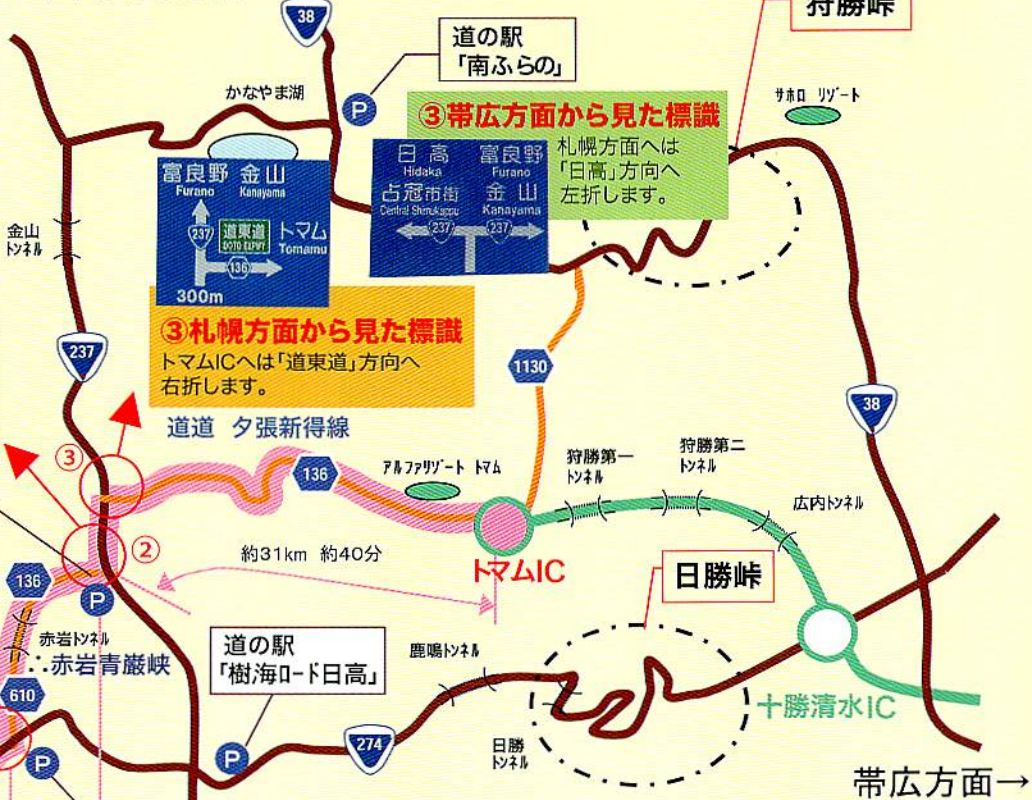 38
狩勝峠
道の駅
「南ふらの」
P
かなやま湖
サホロ リゾート
③帯広方面から見た標識
札幌方面へは
「日高」方向へ
左折します。
日高 富良野
Hidaka Furano
占冠市街 金山
Central Shimukappu Kanayama
237 237
富良野 金山
Furano Kanayama
237 道東道 トマム
DOTO EXPWY Tomamu
136
300m
金山
トンネル
③札幌方面から見た標識
トマムICへは「道東道」方向へ
右折します。
237
1130
38
道道 夕張新得線
③
136
アルファリゾート トマム
狩勝第一
トンネル
狩勝第二
トンネル
広内トンネル
②
約31km 約40分
トマムIC
日勝峠
136
P
赤岩トンネル
∴赤岩青巌峡
道の駅
「樹海ロード日高」
鹿鳴トンネル
610
十勝清水IC
274
日勝
トンネル
P
P
帯広方面→